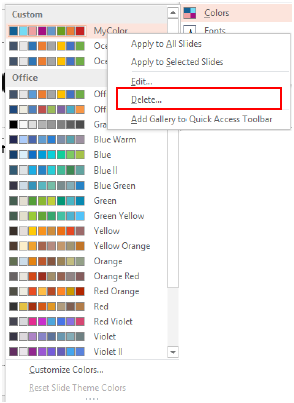 Custom
Colors
MyColor
Fonts
Oce
Oce
Apply to All Slides
Apply to Selected Slides
Edit...
Delete...
Add Gallery to Quick Access Toolbar
Office
Off
Off
Gra
Blue Warm
Blue
Blue II
Blue Green
Green
Green Yellow
Yellow
Yellow Orange
Orange
Orange Red
Red Orange
Red
Red Violet
Violet
Violet II
Customize Colors...
Reset Slide Theme Colors